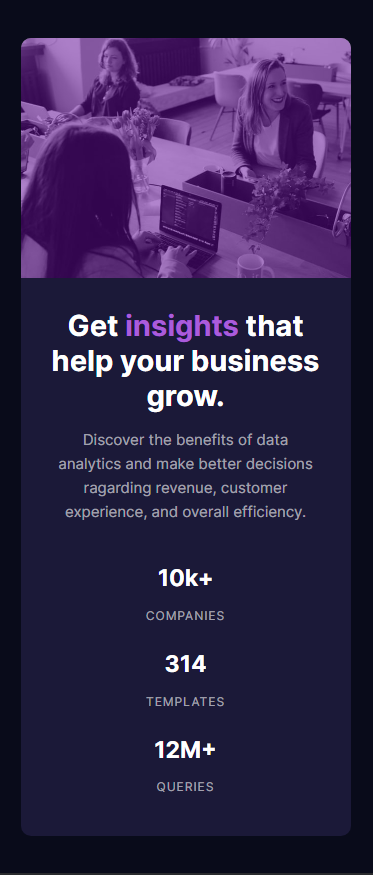 Get insights that
help your business
grow.
Discover the benefits of data
analytics and make better decisions
ragarding revenue, customer
experience, and overall efficiency.
10k+
COMPANIES
314
TEMPLATES
12M+
QUERIES